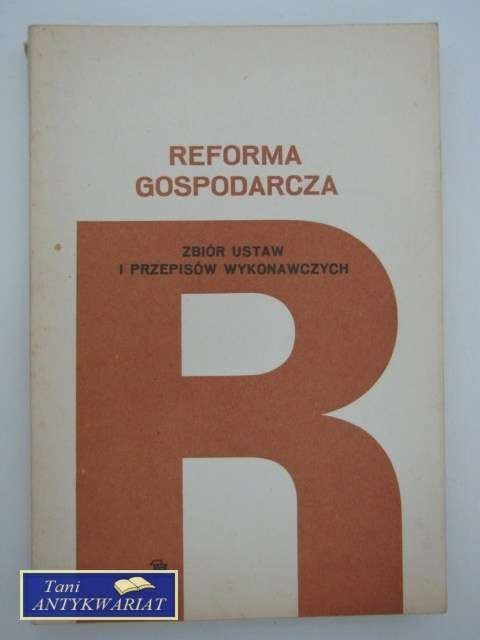 REFORMA
GOSPODARCZA
ZBIÓR USTAW
I PRZEPISÓW WYKONAWCZYCH
R
Tani
ANTYKWARIAT